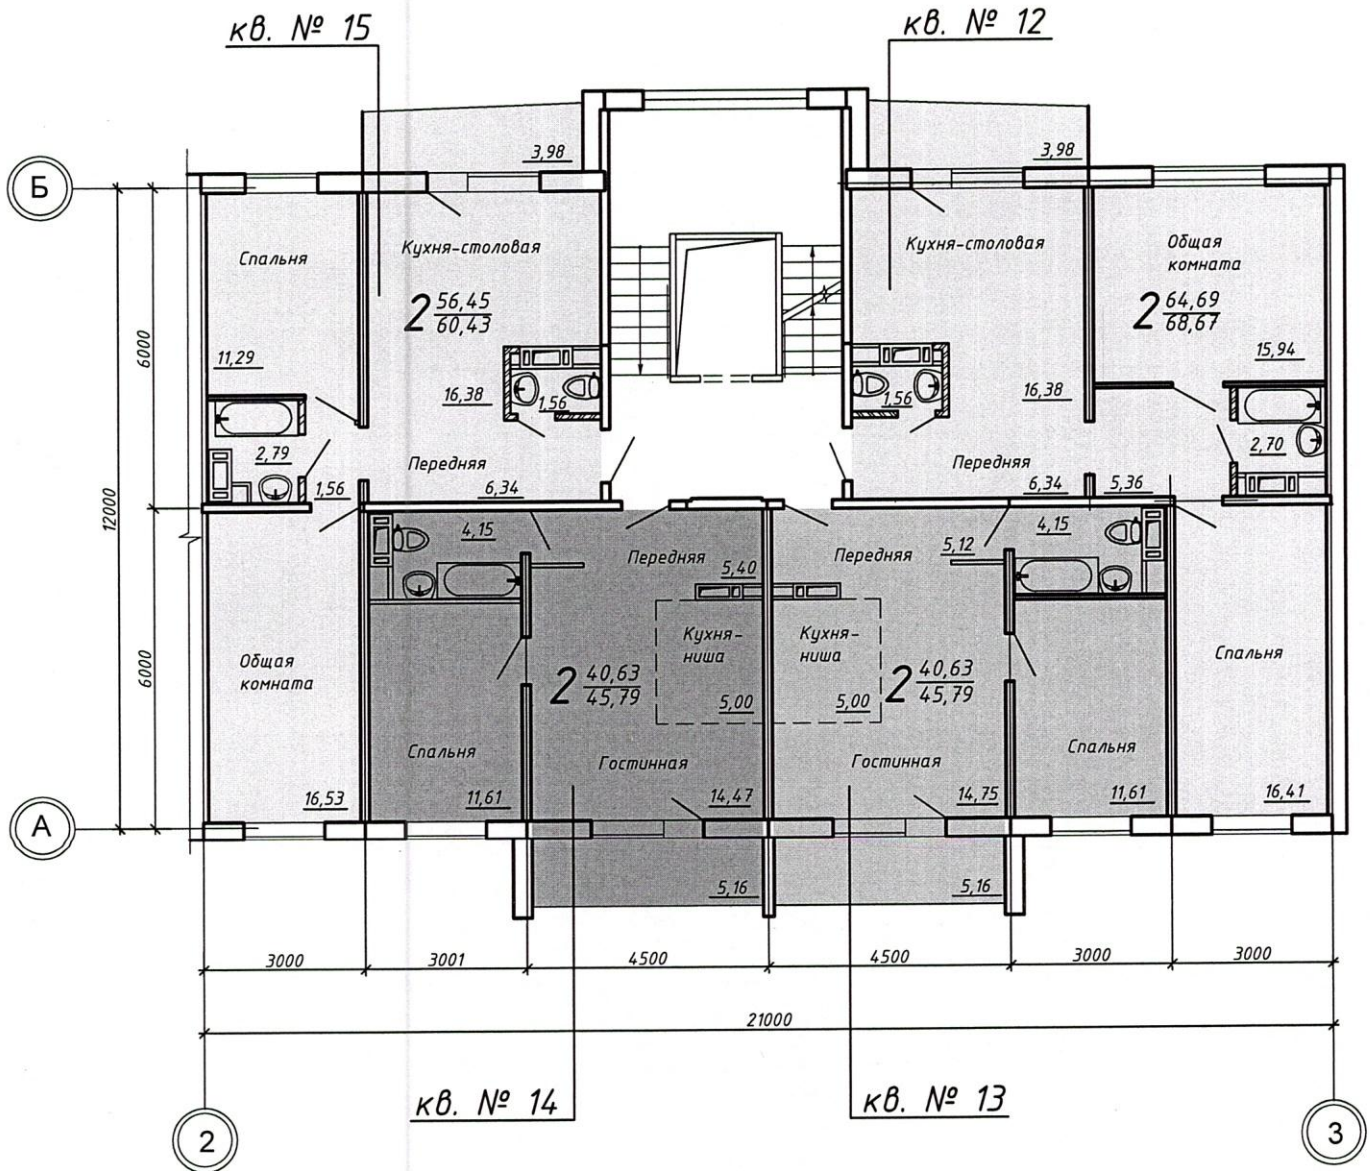 кв. № 15
кв. № 12
3,98
3,98
Б
Спальня
Кухня-столовая
Кухня-столовая
Общая
комната
2 56,45
60,43
2 64,69
68,67
6000
11,29
16,38
1,56
1,56
16,38
15,94
2,79
2,70
Передняя
Передняя
1,56
6,34
6,34
5,36
12000
4,15
Передняя
5,40
Передняя
5,12
4,15
6000
Общая
комната
Кухня-
ниша
Кухня-
ниша
Спальня
2 40,63
45,79
5,00
5,00
2 40,63
45,79
Спальня
Гостинная
Гостинная
Спальня
16,53
11,61
14,47
14,75
11,61
16,41
А
5,16
5,16
3000
3001
4500
4500
3000
3000
21000
кв. № 14
кв. № 13
2
3